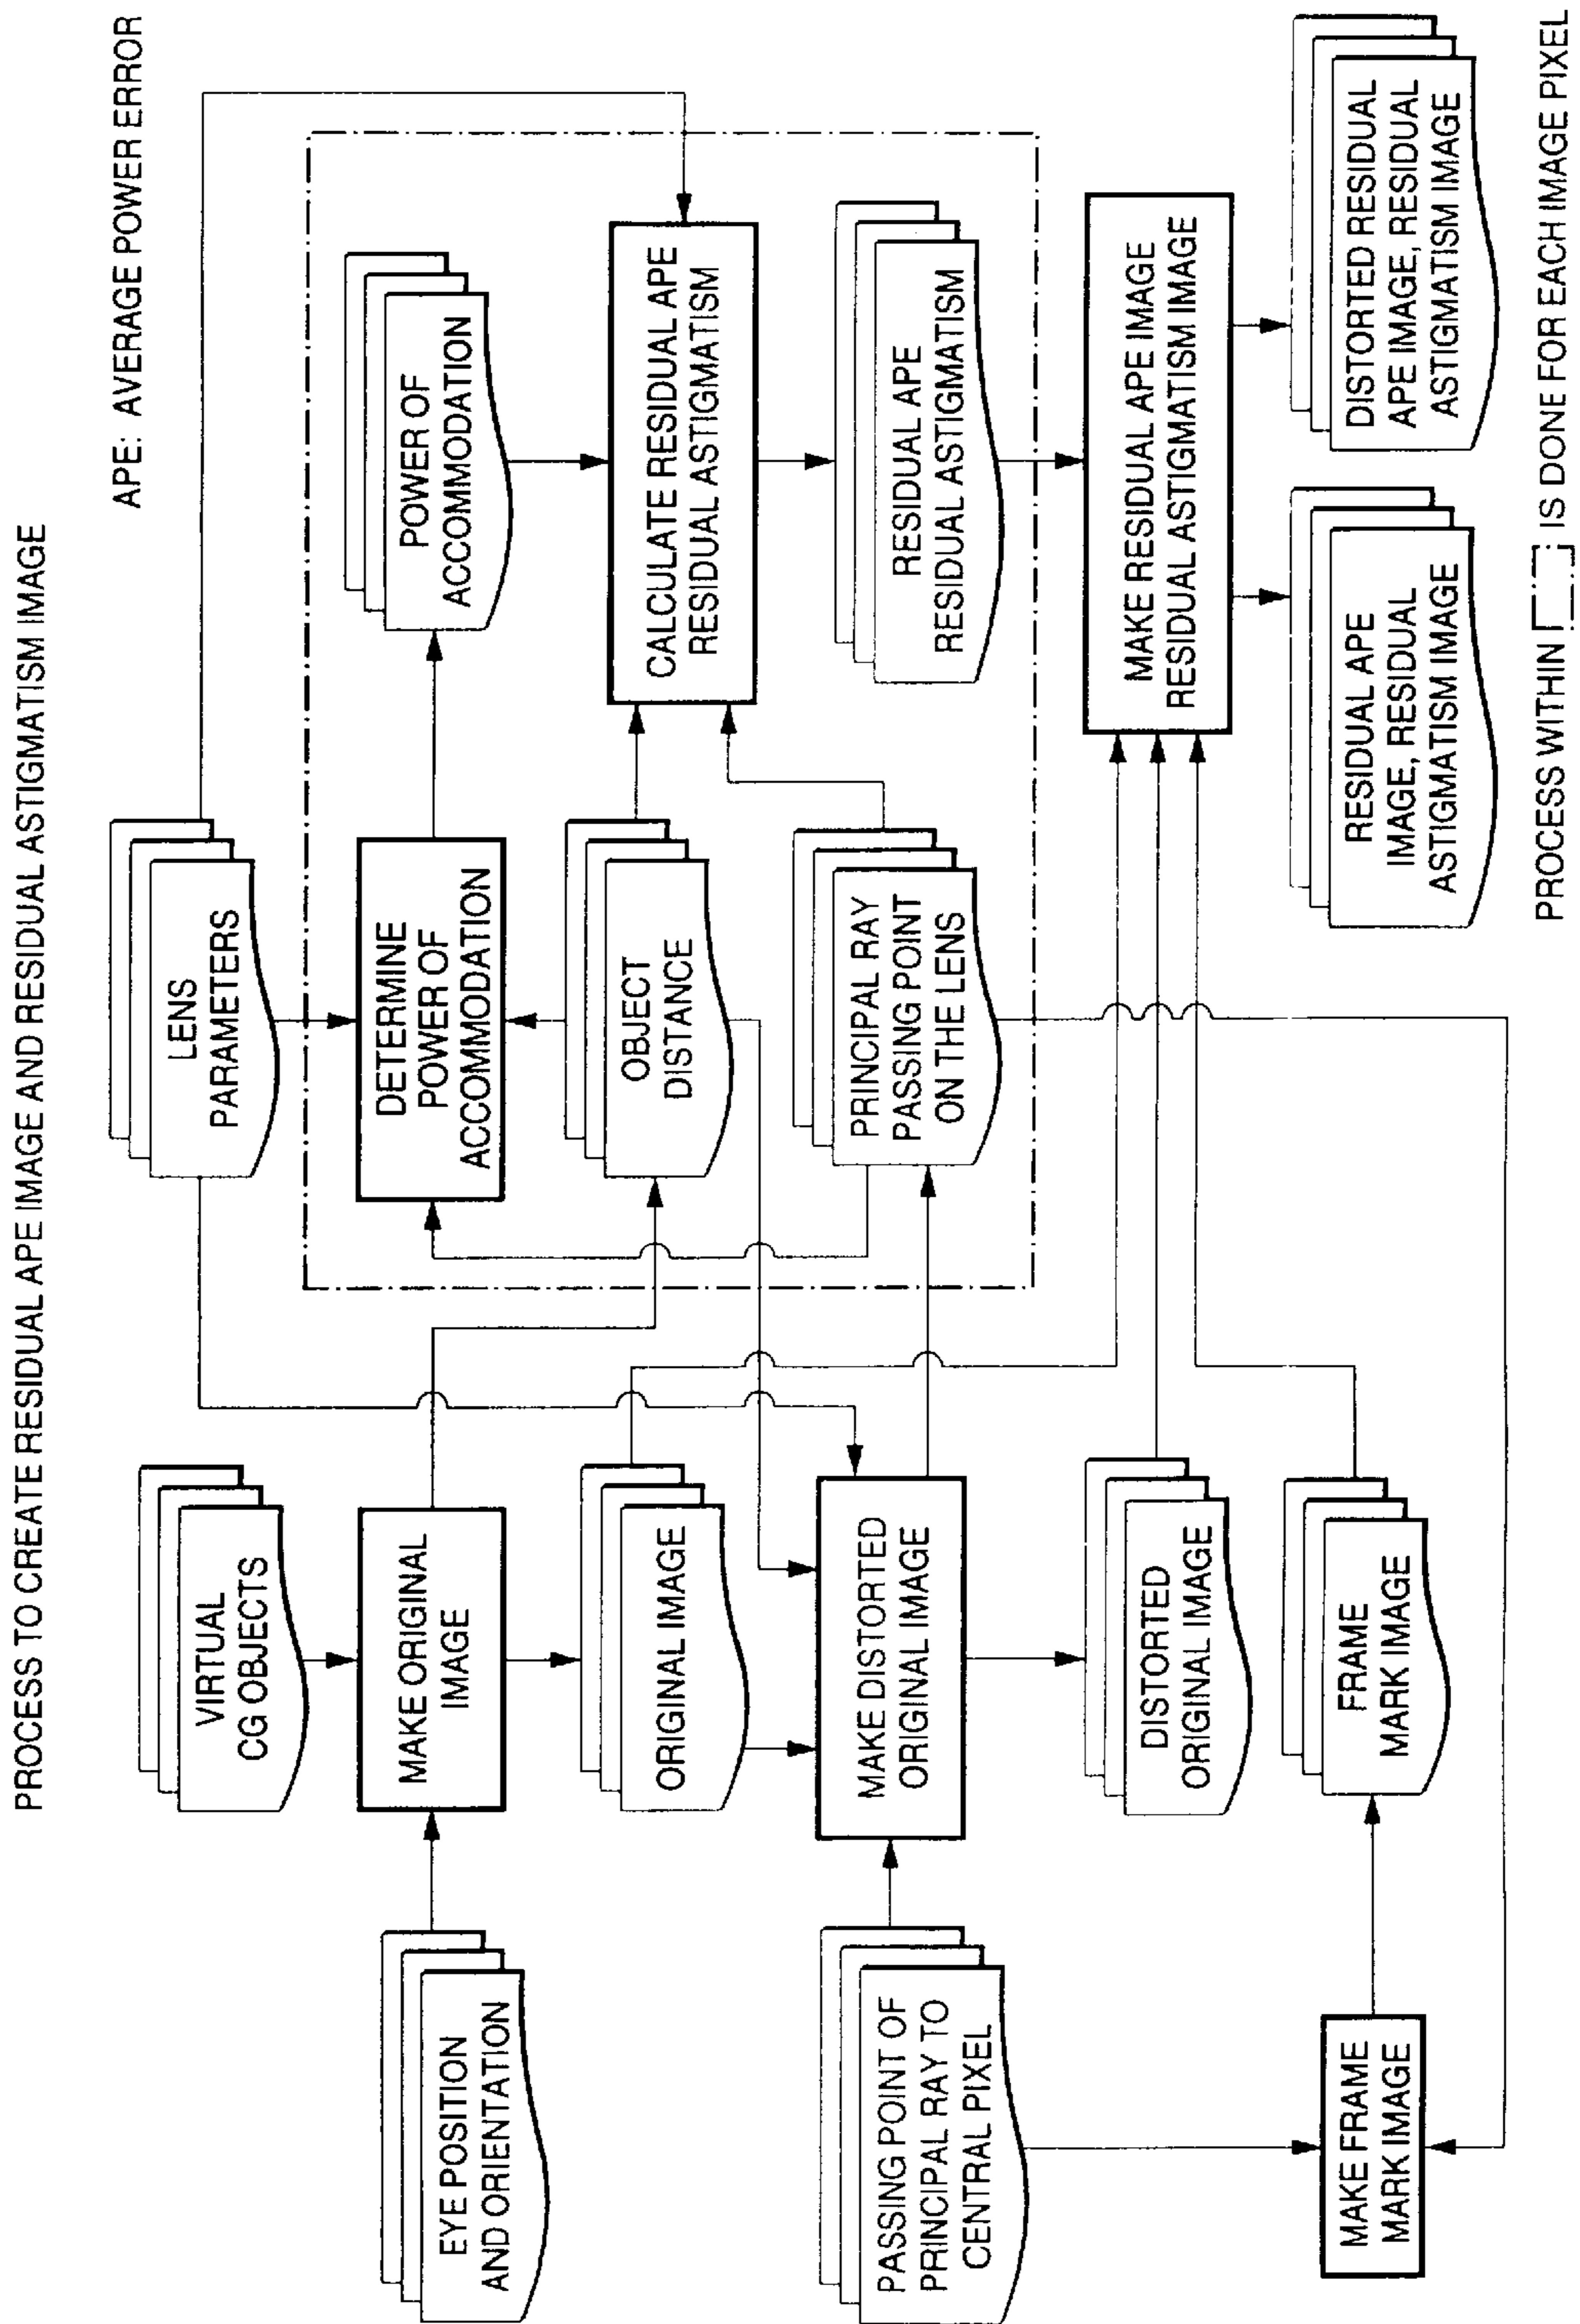 PROCESS TO CREATE RESIDUAL APE IMAGE AND RESIDUAL ASTIGMATISM IMAGE
APE: AVERAGE POWER ERROR
VIRTUAL
CG OBJECTS
LENS
PARAMETERS
EYE POSITION
AND ORIENTATION
MAKE ORIGINAL
IMAGE
DETERMINE
POWER OF
ACCOMMODATION
POWER OF
ACCOMMODATION
ORIGINAL IMAGE
OBJECT
DISTANCE
CALCULATE RESIDUAL APE
RESIDUAL ASTIGMATISM
PASSING POINT OF
PRINCIPAL RAY TO
CENTRAL PIXEL
MAKE DISTORTED
ORIGINAL IMAGE
PRINCIPAL RAY
PASSING POINT
ON THE LENS
RESIDUAL APE
RESIDUAL ASTIGMATISM
DISTORTED
ORIGINAL IMAGE
MAKE RESIDUAL APE IMAGE
RESIDUAL ASTIGMATISM IMAGE
MAKE FRAME
MARK IMAGE
FRAME
MARK IMAGE
RESIDUAL APE
IMAGE, RESIDUAL
ASTIGMATISM IMAGE
DISTORTED RESIDUAL
APE IMAGE, RESIDUAL
ASTIGMATISM IMAGE
PROCESS WITHIN IS DONE FOR EACH IMAGE PIXEL